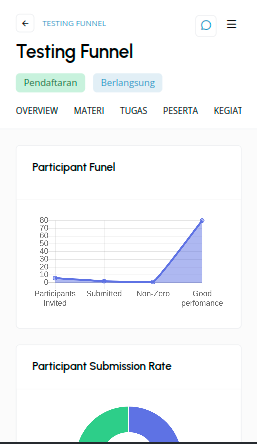 TESTING FUNNEL
Testing Funnel
Pendaftaran Berlangsung
OVERVIEW MATERI TUGAS PESERTA KEGIAT
Participant Funel
80
70
60
50
40
30
20
10
0
Participants Invited Submitted Non-Zero Good perfomance
Participant Submission Rate